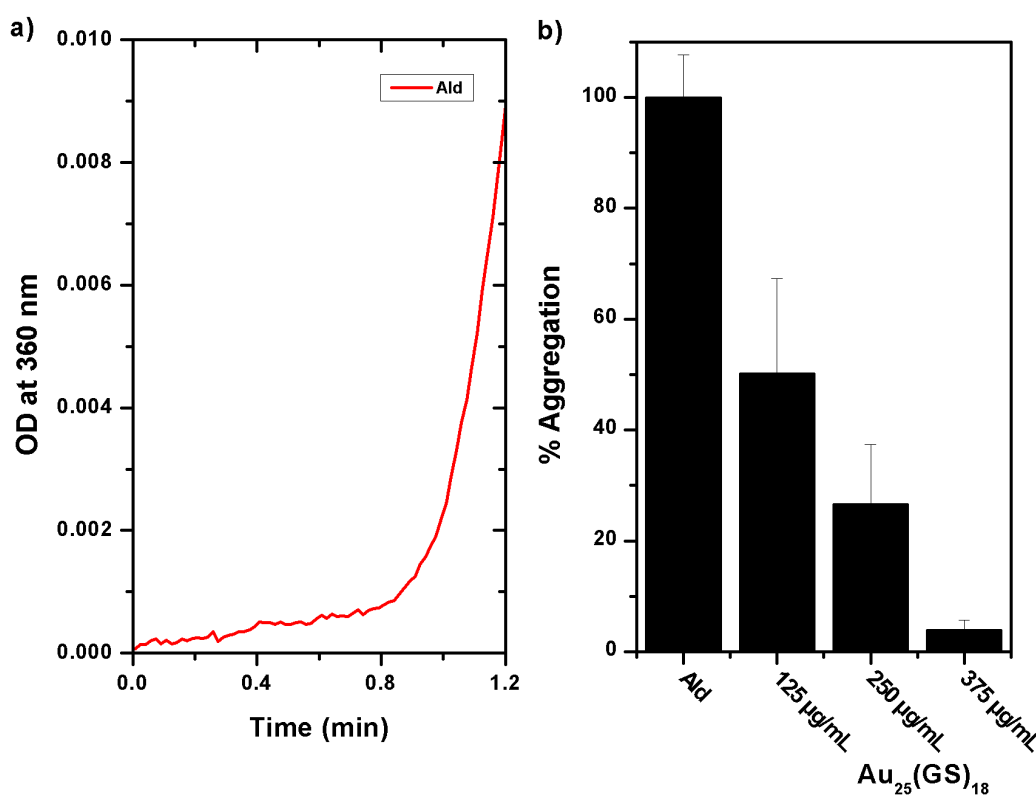 a)
0.010
0.008
0.006
0.004
0.002
0.000
OD at 360 nm
Ald
0.0
0.4
0.8
1.2
Time (min)
b)
100
80
60
40
20
0
% Aggregation
Ald
125 µg/mL
250 µg/mL
375 µg/mL
Au25(GS)18